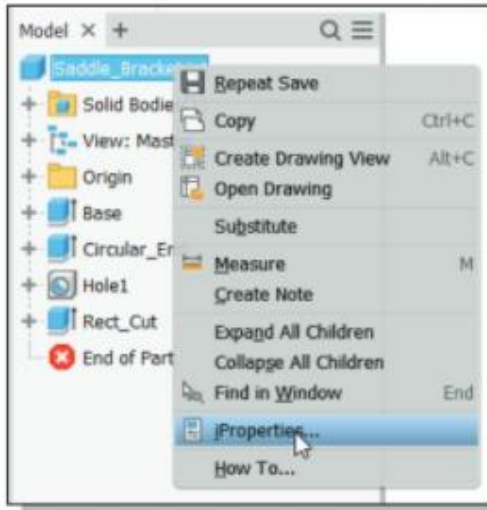 Model × +
Saddle_Bracket
Repeat Save
Solid Bodie
Copy Ctrl+C
View: Mast
Create Drawing View Alt+C
Origin
Open Drawing
Base
Substitute
Circular_En
Measure M
Hole1
Create Note
Rect_Cut
Expand All Children
End of Part
Collapse All Children
Find in Window End
iProperties...
How To...